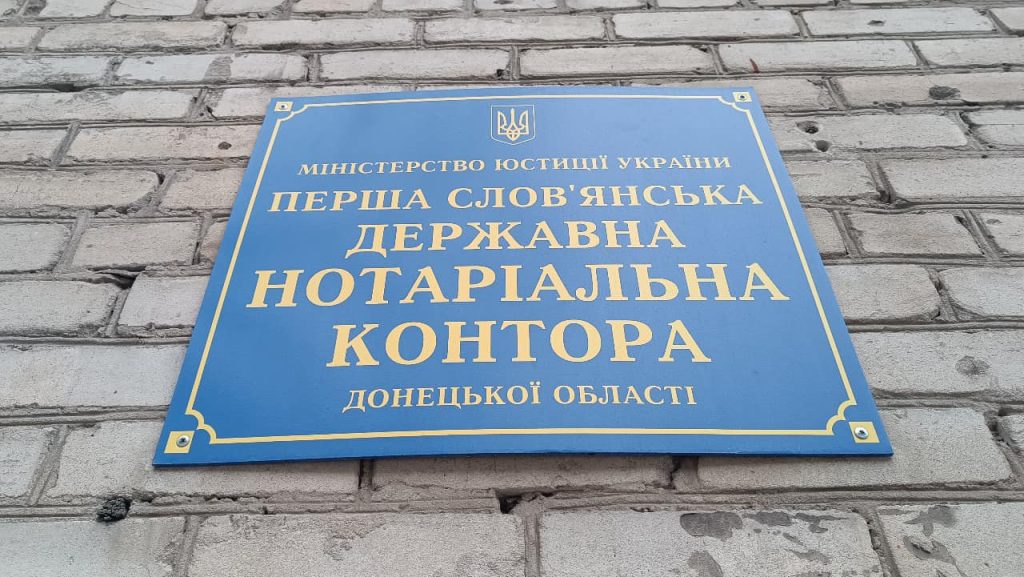 МІНІСТЕРСТВО ЮСТИЦІЇ УКРАЇНИ
ПЕРША СЛОВ'ЯНСЬКА
ДЕРЖАВНА
НОТАРІАЛЬНА
КОНТОРА
ДОНЕЦЬКОЇ ОБЛАСТІ